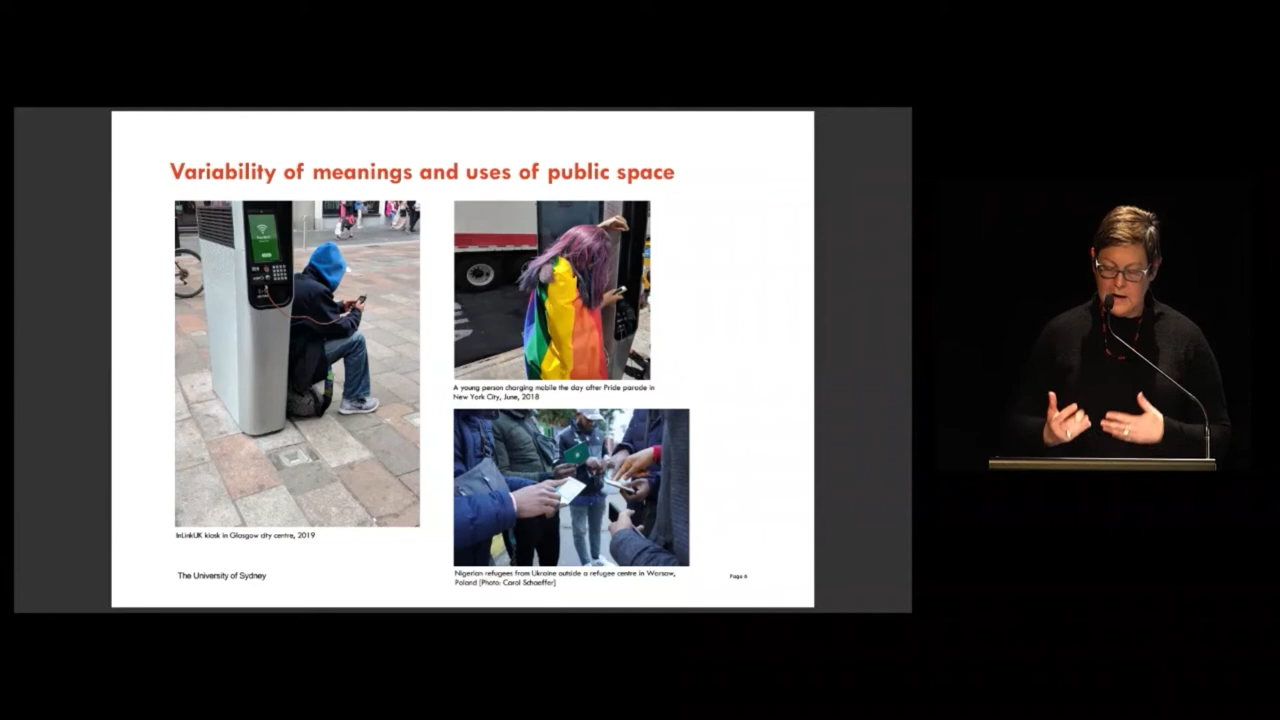 Variability of meanings and uses of public space
A young person charging mobile the day after Pride parade in
New York City, June, 2018
InLinkUK kiosk in Glasgow city centre, 2019
Nigerian refugees from Ukraine outside a refugee centre in Warsaw,
Poland [Photo: Carol Schaeffer]
The University of Sydney
Page 6